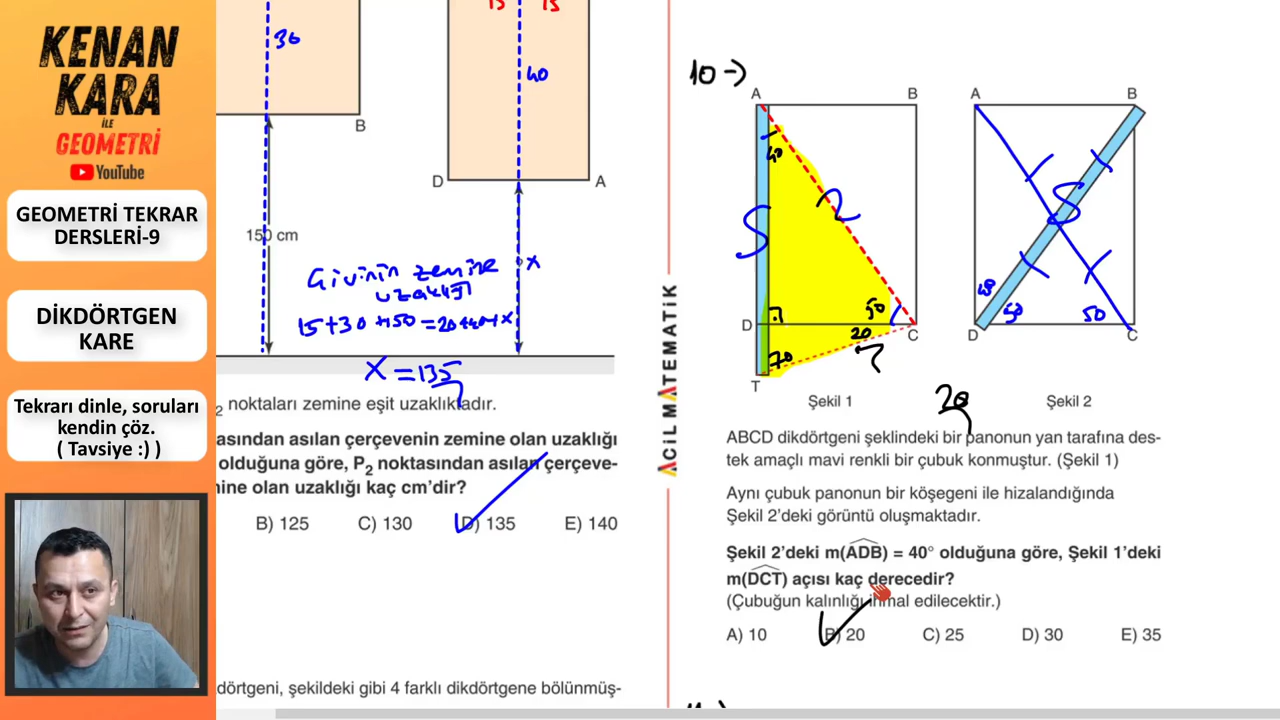 KENAN
KARA
İLE
GEOMETRİ
YouTube
GEOMETRİ TEKRAR
DERSLERİ-9
DİKDÖRTGEN
KARE
Tekrarı dinle, soruları
kendin çöz.
( Tavsiye :) )
30
B
150 cm
15 15
40
D A
x
Givinin zemine
uzaklığı
x = 135
2 noktaları zemine eşit uzaklıktadır.
asından asılan çerçevenin zemine olan uzaklığı
olduğuna göre, P2 noktasından asılan çerçeve-
nine olan uzaklığı kaç cm'dir?
B) 125 C) 130 D) 135 E) 140
dörtgeni, şekildeki gibi 4 farklı dikdörtgene bölünmüş-
ACİL MATEMATİK
10->
A B
40
50
D C
20
70
T
Şekil 1
A B
40
50 50
D C
Şekil 2
20
ABCD dikdörtgeni şeklindeki bir panonun yan tarafına des-
tek amaçlı mavi renkli bir çubuk konmuştur. (Şekil 1)
Aynı çubuk panonun bir köşegeni ile hizalandığında
Şekil 2'deki görüntü oluşmaktadır.
Şekil 2'deki m(ADB) = 40° olduğuna göre, Şekil 1'deki
m(DCT) açısı kaç derecedir?
(Çubuğun kalınlığı ihmal edilecektir.)
A) 10 B) 20 C) 25 D) 30 E) 35